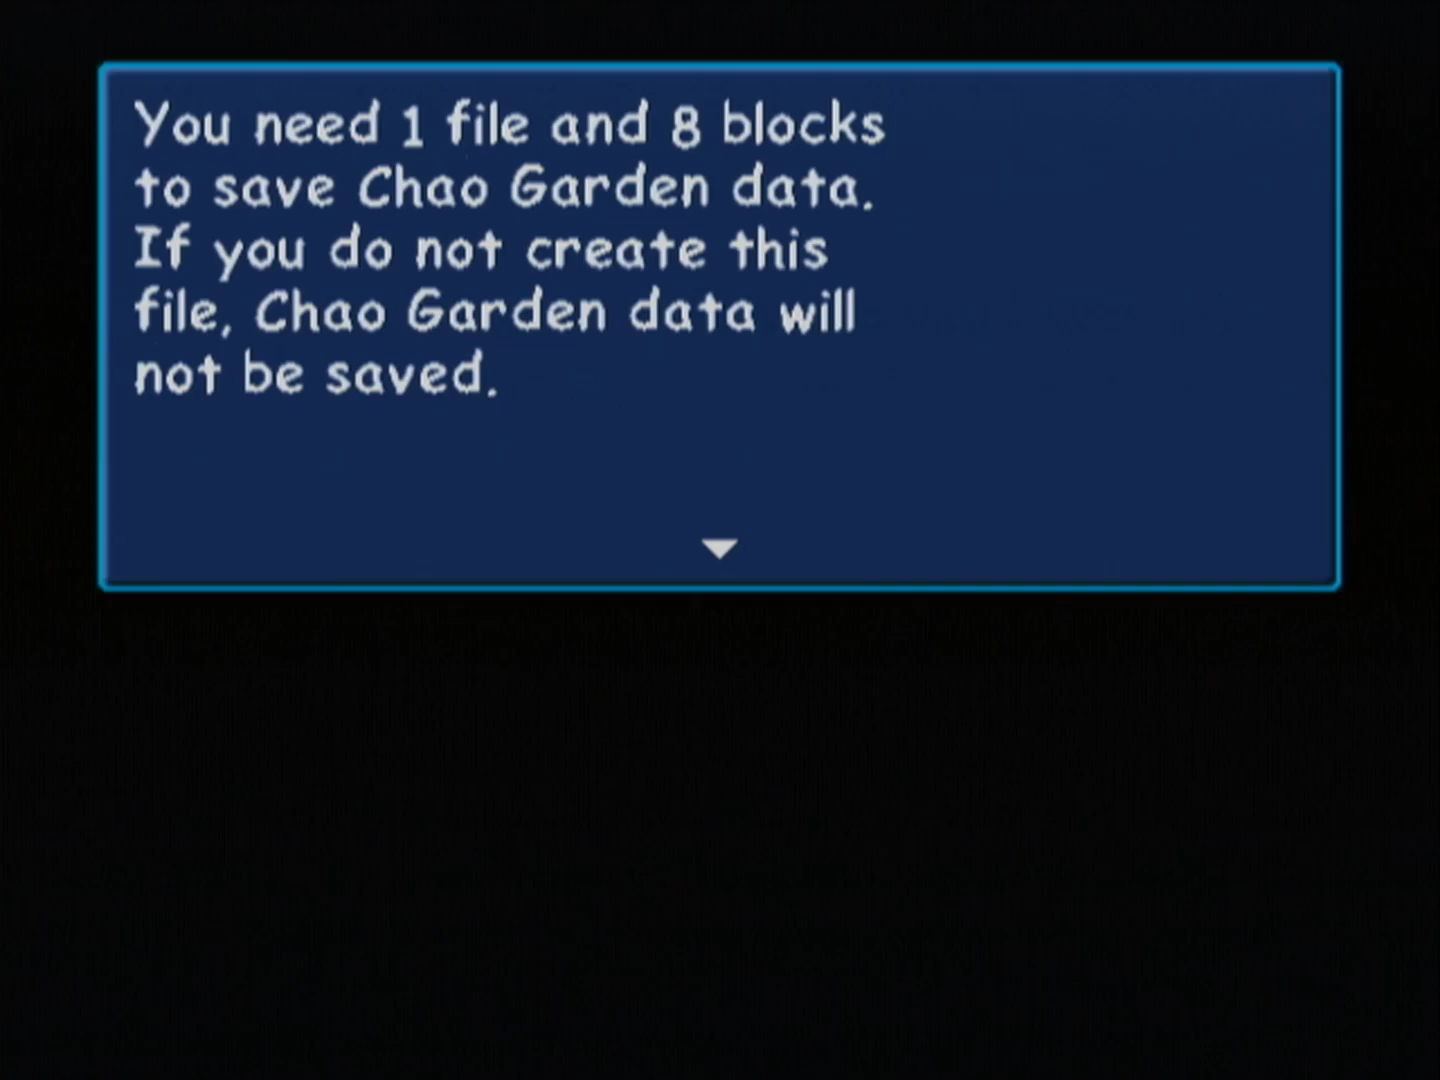 You need 1 file and 8 blocks
to save Chao Garden data.
If you do not create this
file, Chao Garden data will
not be saved.